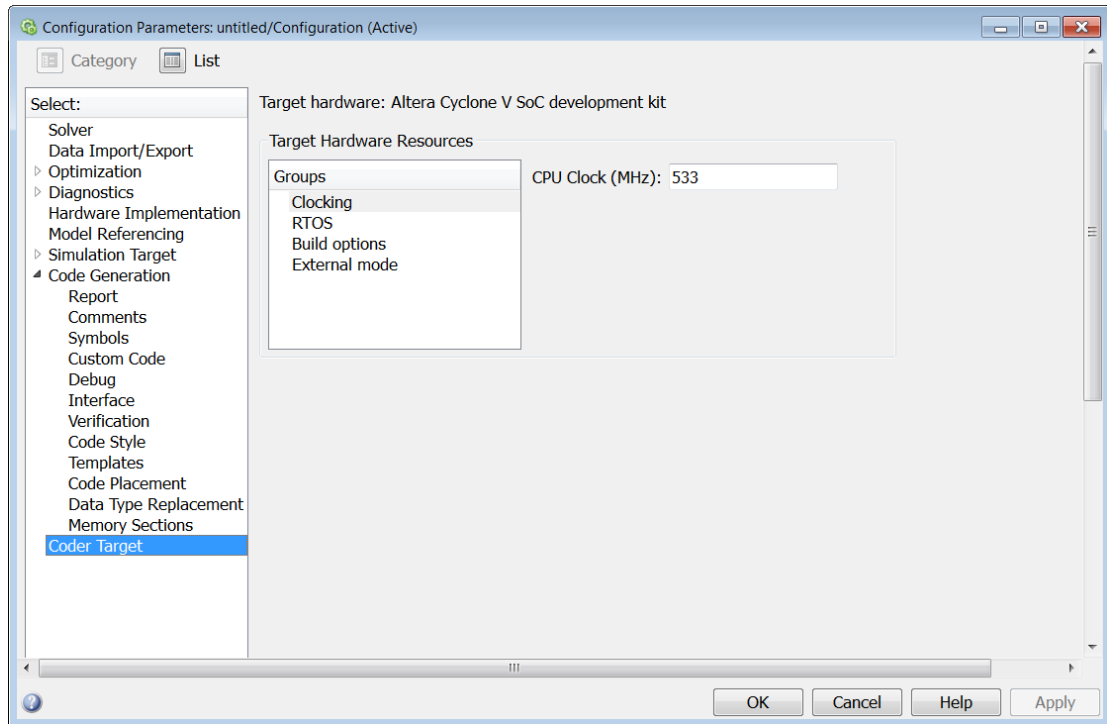 Configuration Parameters: untitled/Configuration (Active)
Category List
Select:
Solver
Data Import/Export
Optimization
Diagnostics
Hardware Implementation
Model Referencing
Simulation Target
Code Generation
Report
Comments
Symbols
Custom Code
Debug
Interface
Verification
Code Style
Templates
Code Placement
Data Type Replacement
Memory Sections
Coder Target
Target hardware: Altera Cyclone V SoC development kit
Target Hardware Resources
Groups
Clocking
RTOS
Build options
External mode
CPU Clock (MHz): 533
OK Cancel Help Apply